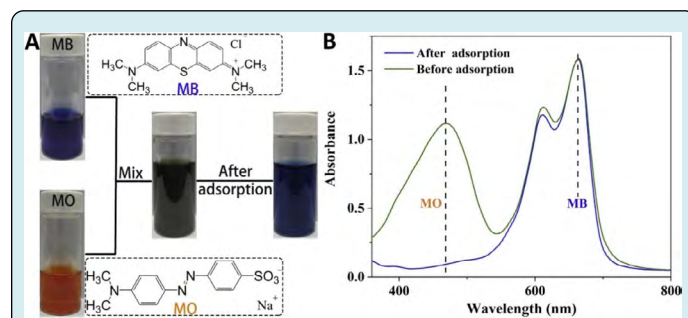 A
MB
Cl
H₃C
N
N
S
N⁺
CH₃
CH₃
CH₃
MB
Mix
After
adsorption
MO
H₃C
H₃C
N
N
N
SO₃⁻
Na⁺
MO
B
After adsorption
Before adsorption
1.5
1.0
0.5
0.0
Absorbance
MO
MB
400
600
800
Wavelength (nm)